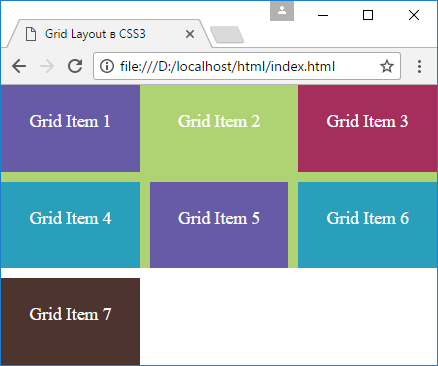 Grid Layout в CSS3
file:///D:/localhost/html/index.html
Grid Item 1 Grid Item 2 Grid Item 3
Grid Item 4 Grid Item 5 Grid Item 6
Grid Item 7